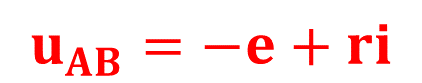 u_AB = −e + ri